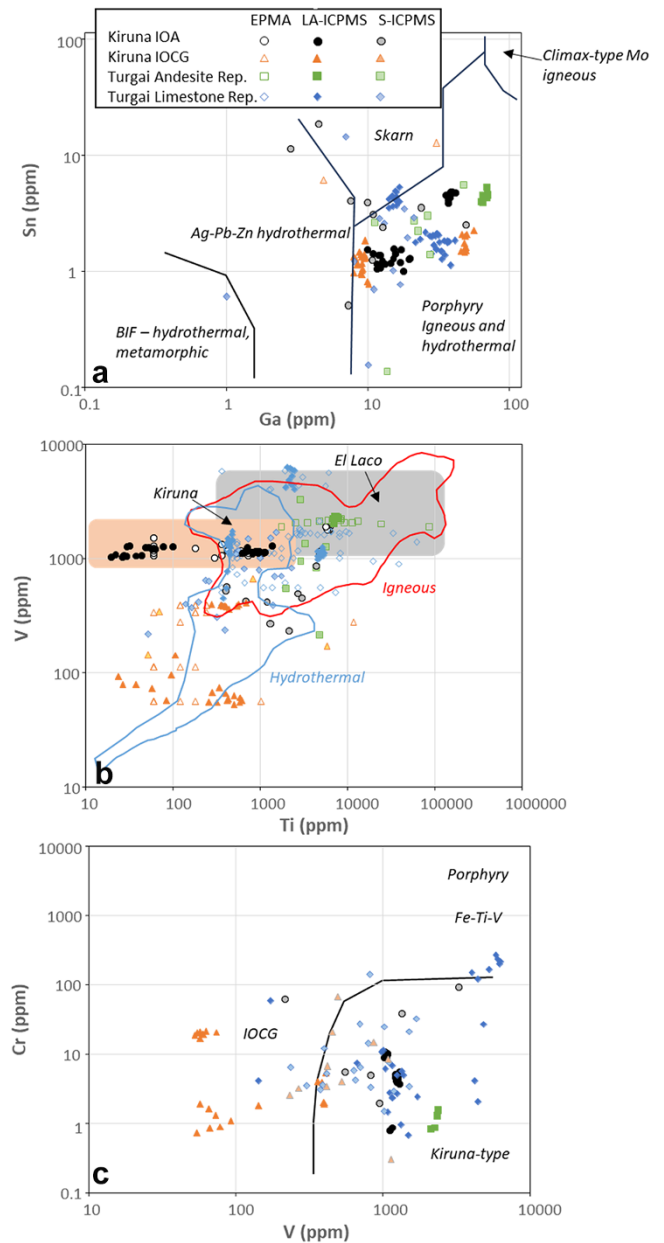 EPMA LA-ICPMS S-ICPMS
Kiruna IOA
Kiruna IOCG
Turgai Andesite Rep.
Turgai Limestone Rep.
100
10
1
0.1
Sn (ppm)
Climax-type Mo
igneous
Skarn
Ag-Pb-Zn hydrothermal
BIF – hydrothermal,
metamorphic
Porphyry
Igneous and
hydrothermal
a
0.1 1 10 100
Ga (ppm)
10000
1000
100
10
V (ppm)
El Laco
Kiruna
Igneous
Hydrothermal
b
10 100 1000 10000 100000 1000000
Ti (ppm)
10000
1000
100
10
1
0.1
Cr (ppm)
Porphyry
Fe-Ti-V
IOCG
Kiruna-type
c
10 100 1000 10000
V (ppm)